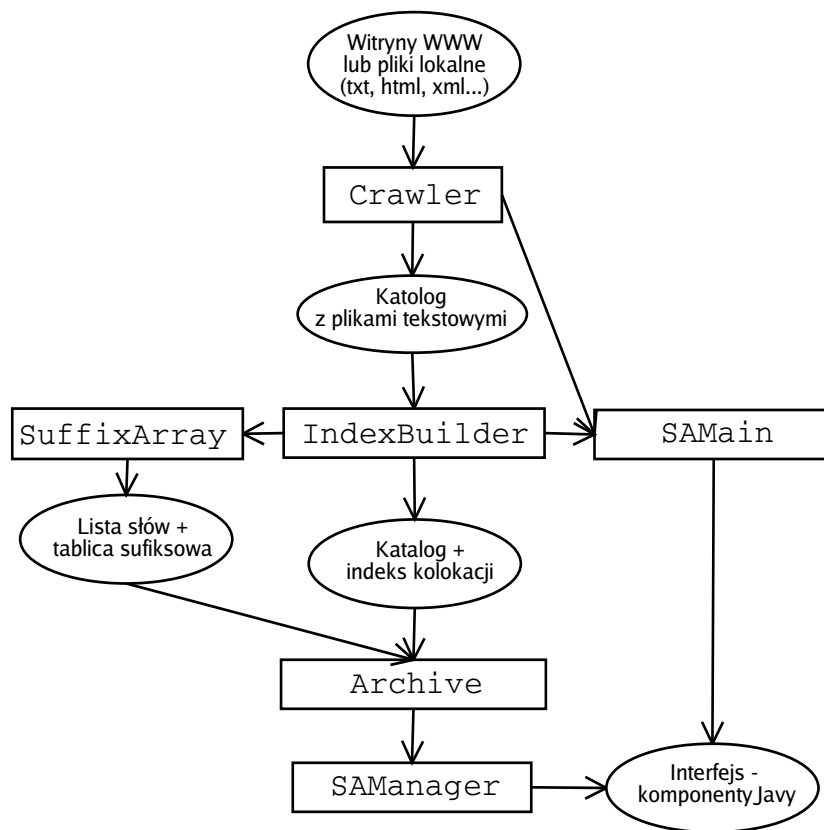 Witryny WWW
lub pliki lokalne
(txt, html, xml...)
Crawler
Katolog
z plikami tekstowymi
SuffixArray
IndexBuilder
SAMain
Lista słów +
tablica sufiksowa
Katalog +
indeks kolokacji
Archive
SAManager
Interfejs -
komponenty Javy